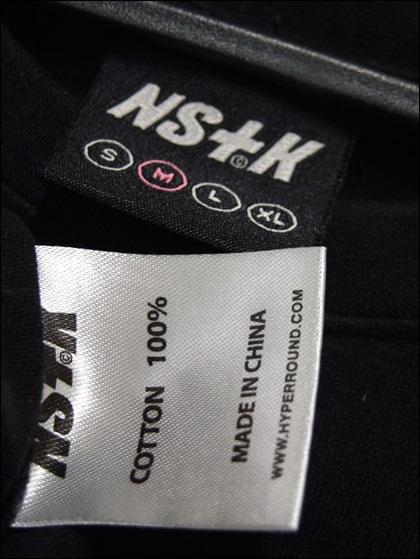 NS+K
©
S M L XL
NS+K
©
COTTON 100%
MADE IN CHINA
WWW.HYPERROUND.COM